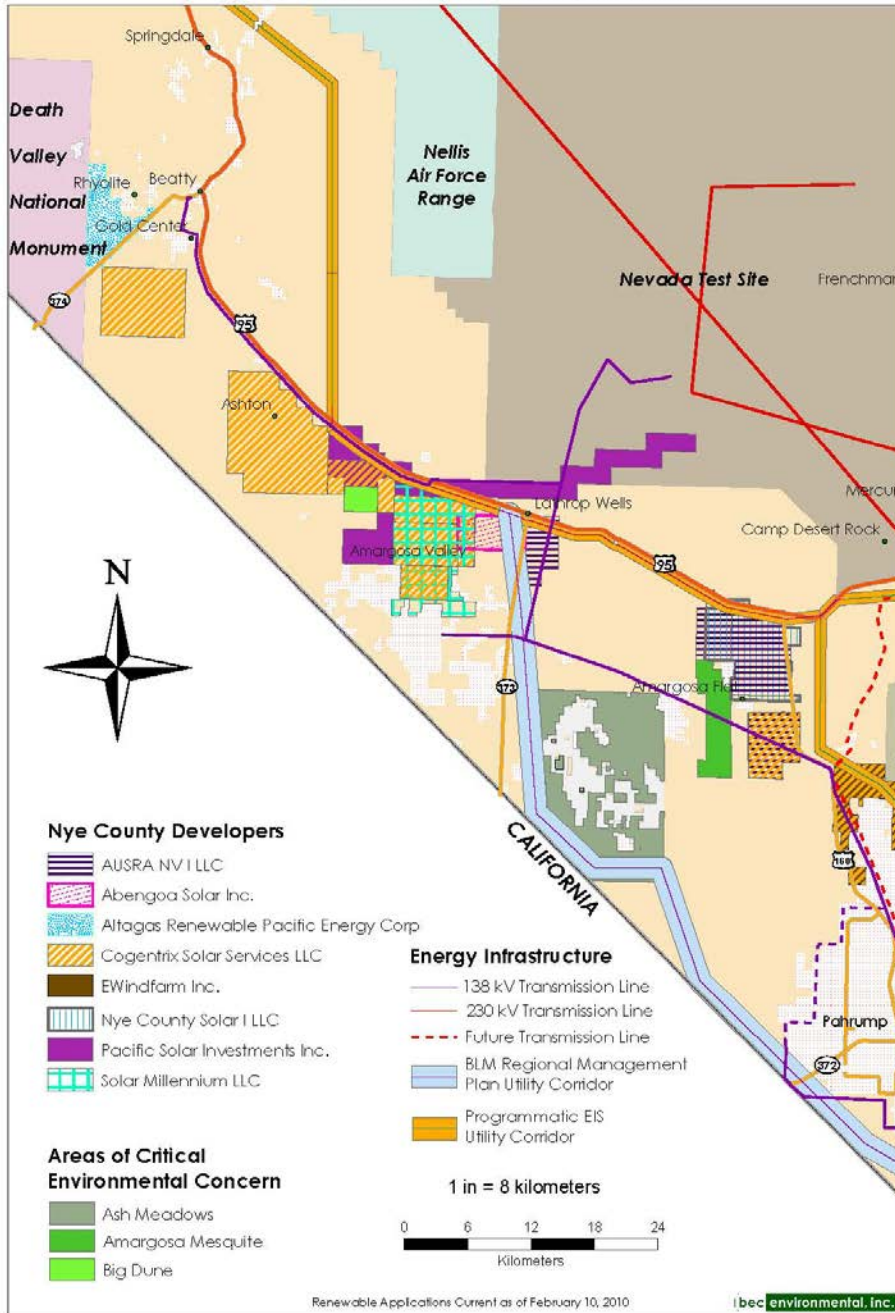 Springdale
Death
Valley
National
Monument
Rhyolite
Beatty
Gold Center
374
95
Nellis
Air Force
Range
Nevada Test Site
Ashton
Lathrop Wells
Camp Desert Rock
Amargosa Valley
95
N
373
CALIFORNIA
160
Pahrump
372
Nye County Developers
AUSRA NV I LLC
Abengoa Solar Inc.
Altagas Renewable Pacific Energy Corp
Cogentrix Solar Services LLC
EWindfarm Inc.
Nye County Solar I LLC
Pacific Solar Investments Inc.
Solar Millennium LLC
Areas of Critical
Environmental Concern
Ash Meadows
Amargosa Mesquite
Big Dune
Energy Infrastructure
138 kV Transmission Line
230 kV Transmission Line
Future Transmission Line
BLM Regional Management
Plan Utility Corridor
Programmatic EIS
Utility Corridor
1 in = 8 kilometers
0 6 12 18 24
Kilometers
Renewable Applications Current as of February 10, 2010
bec environmental, inc.